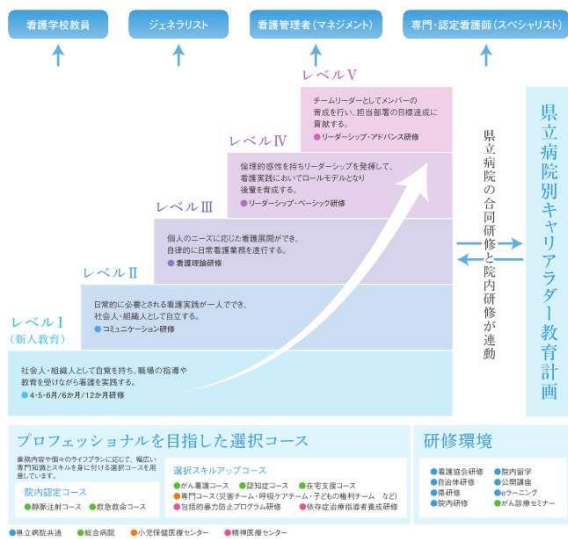 看護学校教員
ジェネラリスト
看護管理者(マネジメント)
専門・認定看護師(スペシャリスト)
レベルⅤ
チームリーダーとしてメンバーの
育成を行い、担当部署の目標達成に
貢献する。
●リーダーシップ・アドバンス研修
レベルⅣ
倫理的感性を持ちリーダーシップを発揮して、
看護実践においてロールモデルとなり
後輩を育成する。
●リーダーシップ・ベーシック研修
レベルⅢ
個人のニーズに応じた看護展開ができ、
自律的に日常看護業務を遂行する。
●看護理論研修
レベルⅡ
日常的に必要とされる看護実践が一人ででき、
社会人・組織人として自立する。
●コミュニケーション研修
レベルⅠ
(新人教育)
社会人・組織人として自覚を持ち、職場の指導や
教育を受けながら看護を実践する。
●4・5・6月/6か月/12か月研修
県立病院の合同研修と院内研修が連動
県立病院別キャリアラダー教育計画
プロフェッショナルを目指した選択コース
業務内容や個々のライフプランに応じて、幅広い
専門知識とスキルを身に付ける選択コースを用
意しています。
院内認定コース
●静脈注射コース ●救急救命コース
選択スキルアップコース
●がん看護コース ●認知症コース ●在宅支援コース
●専門コース(災害チーム・呼吸ケアチーム・子どもの権利チーム など)
●包括的暴力防止プログラム研修 ●依存症治療指導者養成研修
研修環境
●看護協会研修 ●院内留学
●自治体研修 ●公開講座
●県研修 ●eラーニング
●院内研修 ●がん診療セミナー
●県立病院共通 ●総合病院 ●小児保健医療センター ●精神医療センター